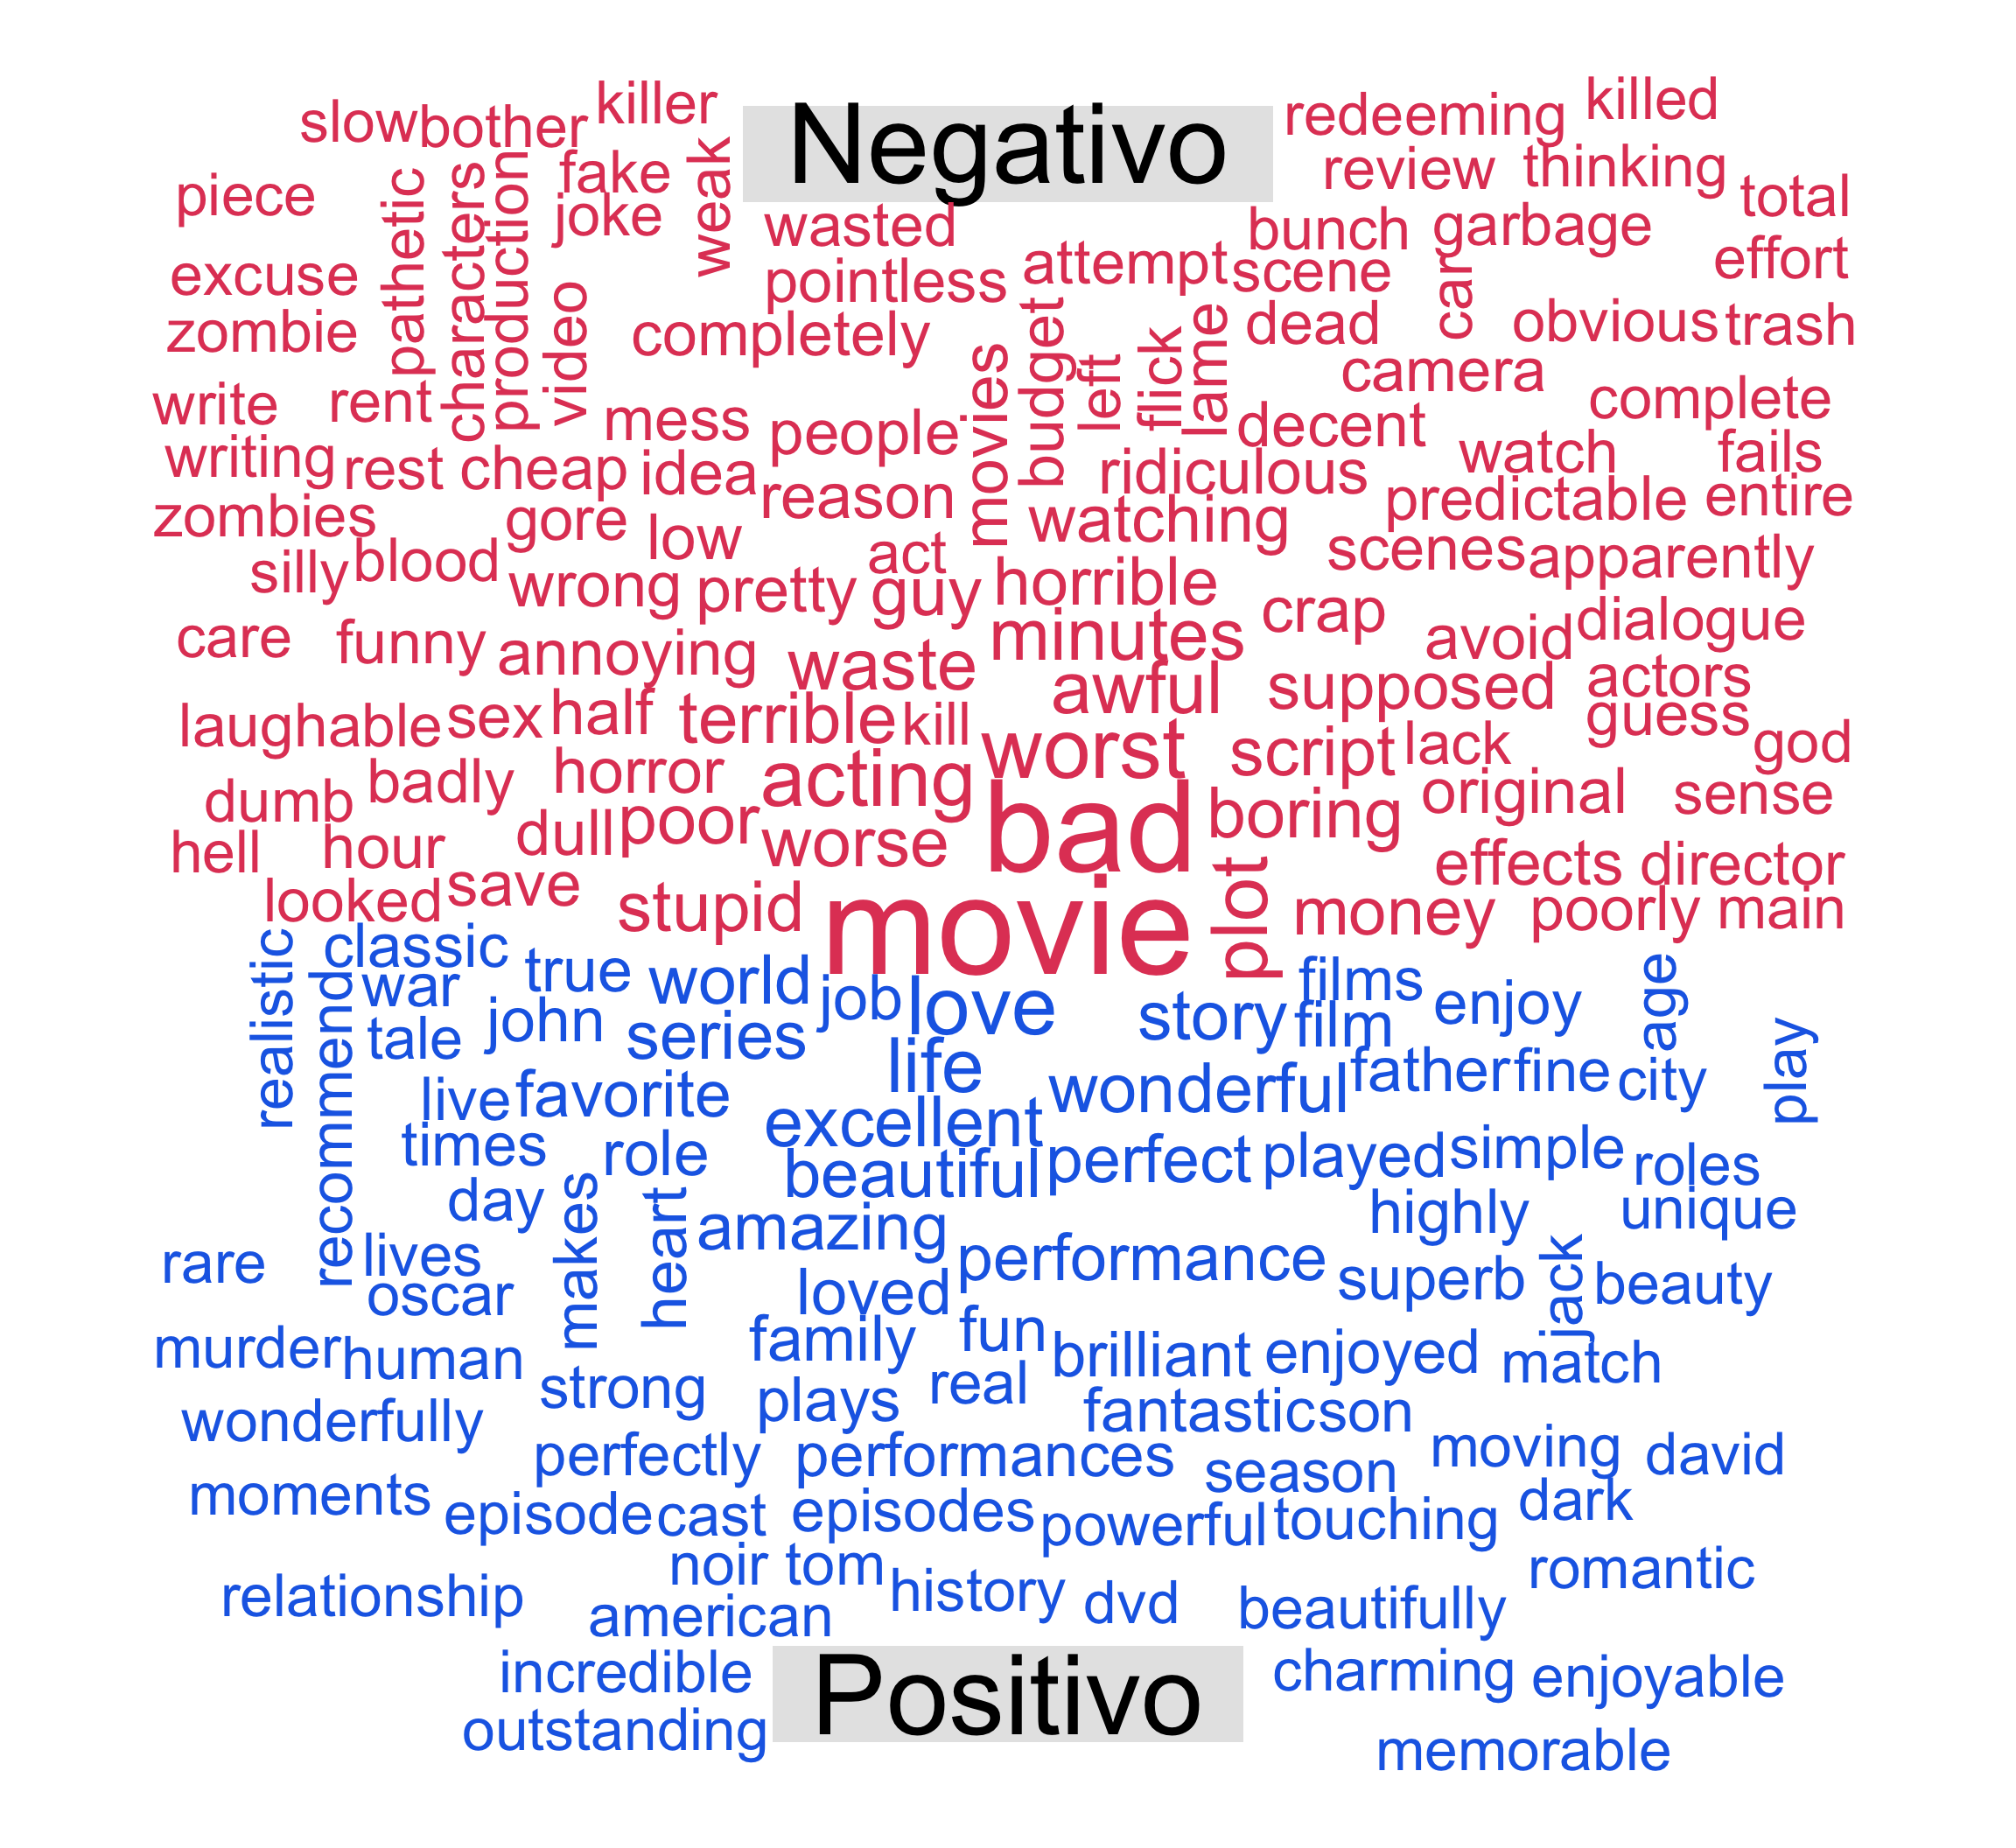 killer
Negativo
redeeming killed
slow bother
fake weak
review thinking
piece pathetic characters production
joke
wasted
bunch garbage total
excuse
pointless attempt scene car effort
zombie video completely
movies budget left flick lame dead obvious trash
camera
write rent mess people
decent complete
writing rest cheap idea reason
ridiculous watch fails
predictable entire
zombies gore low act watching
silly blood wrong pretty guy horrible
scenes apparently
care funny annoying waste minutes crap avoid dialogue
awful supposed actors
laughable sex half terrible kill worst script lack guess god
dumb badly horror acting bad boring original sense
hell hour dull poor worse
effects director
looked save stupid movie plot money poorly main
realistic recommend classic
war true world job love films age
tale john series story film enjoy play
life
live favorite wonderful father fine city
excellent
times role beautiful perfect played simple roles
day makes heart amazing highly unique
rare lives performance jack
oscar loved superb beauty
murder human family fun brilliant enjoyed match
strong plays real fantastic son
wonderfully
perfectly performances season moving david
moments episode cast episodes powerful touching dark
noir tom romantic
relationship american history dvd beautifully
incredible Positivo charming enjoyable
outstanding
memorable